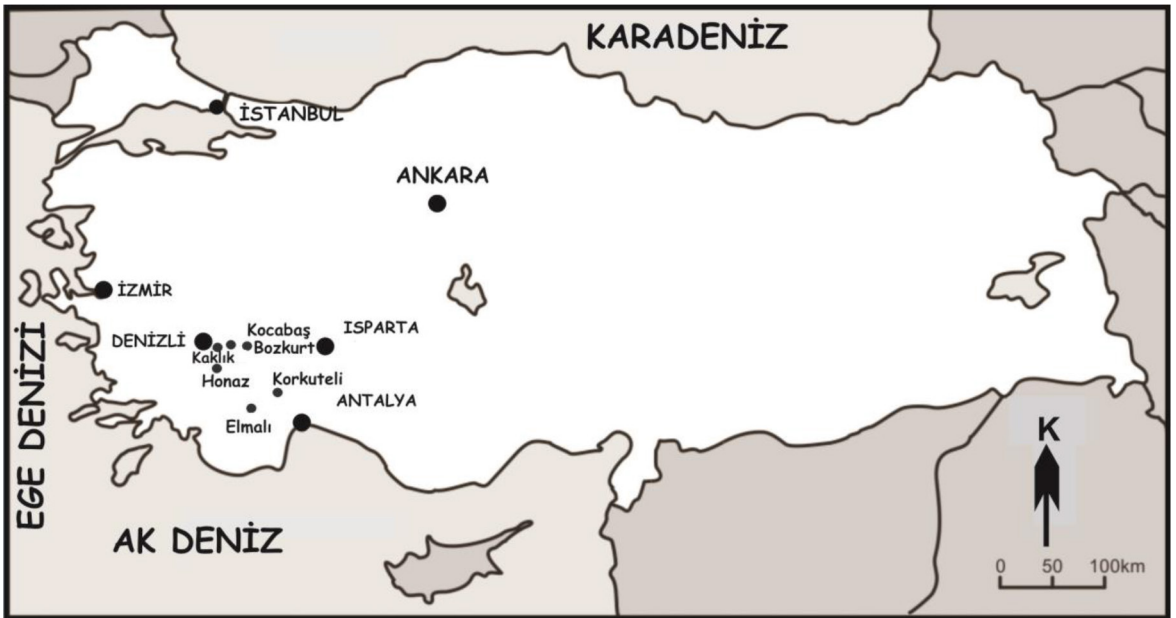 KARADENİZ
İSTANBUL
ANKARA
İZMİR
DENİZLİ
Kocabaş
ISPARTA
Kaklık
Bozkurt
Honaz
Korkuteli
ANTALYA
Elmalı
EGE DENİZİ
AK DENİZ
K
0 50 100km